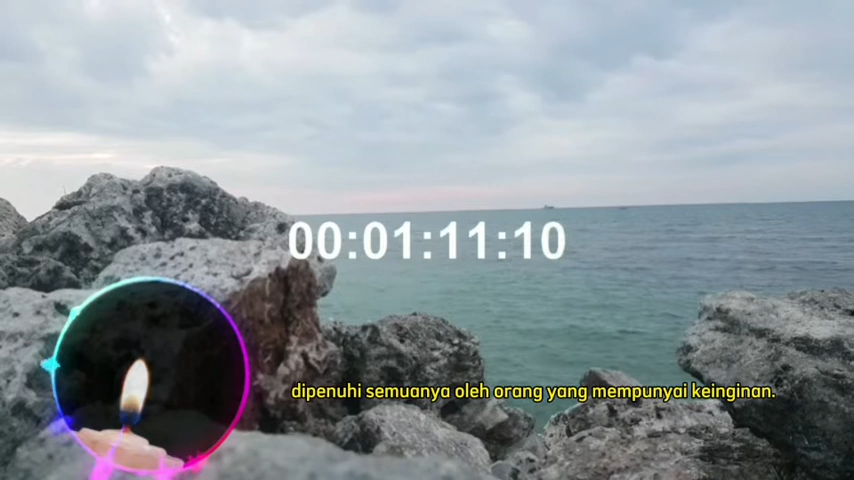 00:01:11:10
dipenuhi semuanya oleh orang yang mempunyai keinginan.